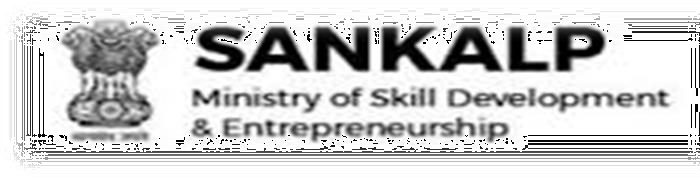 SANKALP
Ministry of Skill Development
& Entrepreneurship